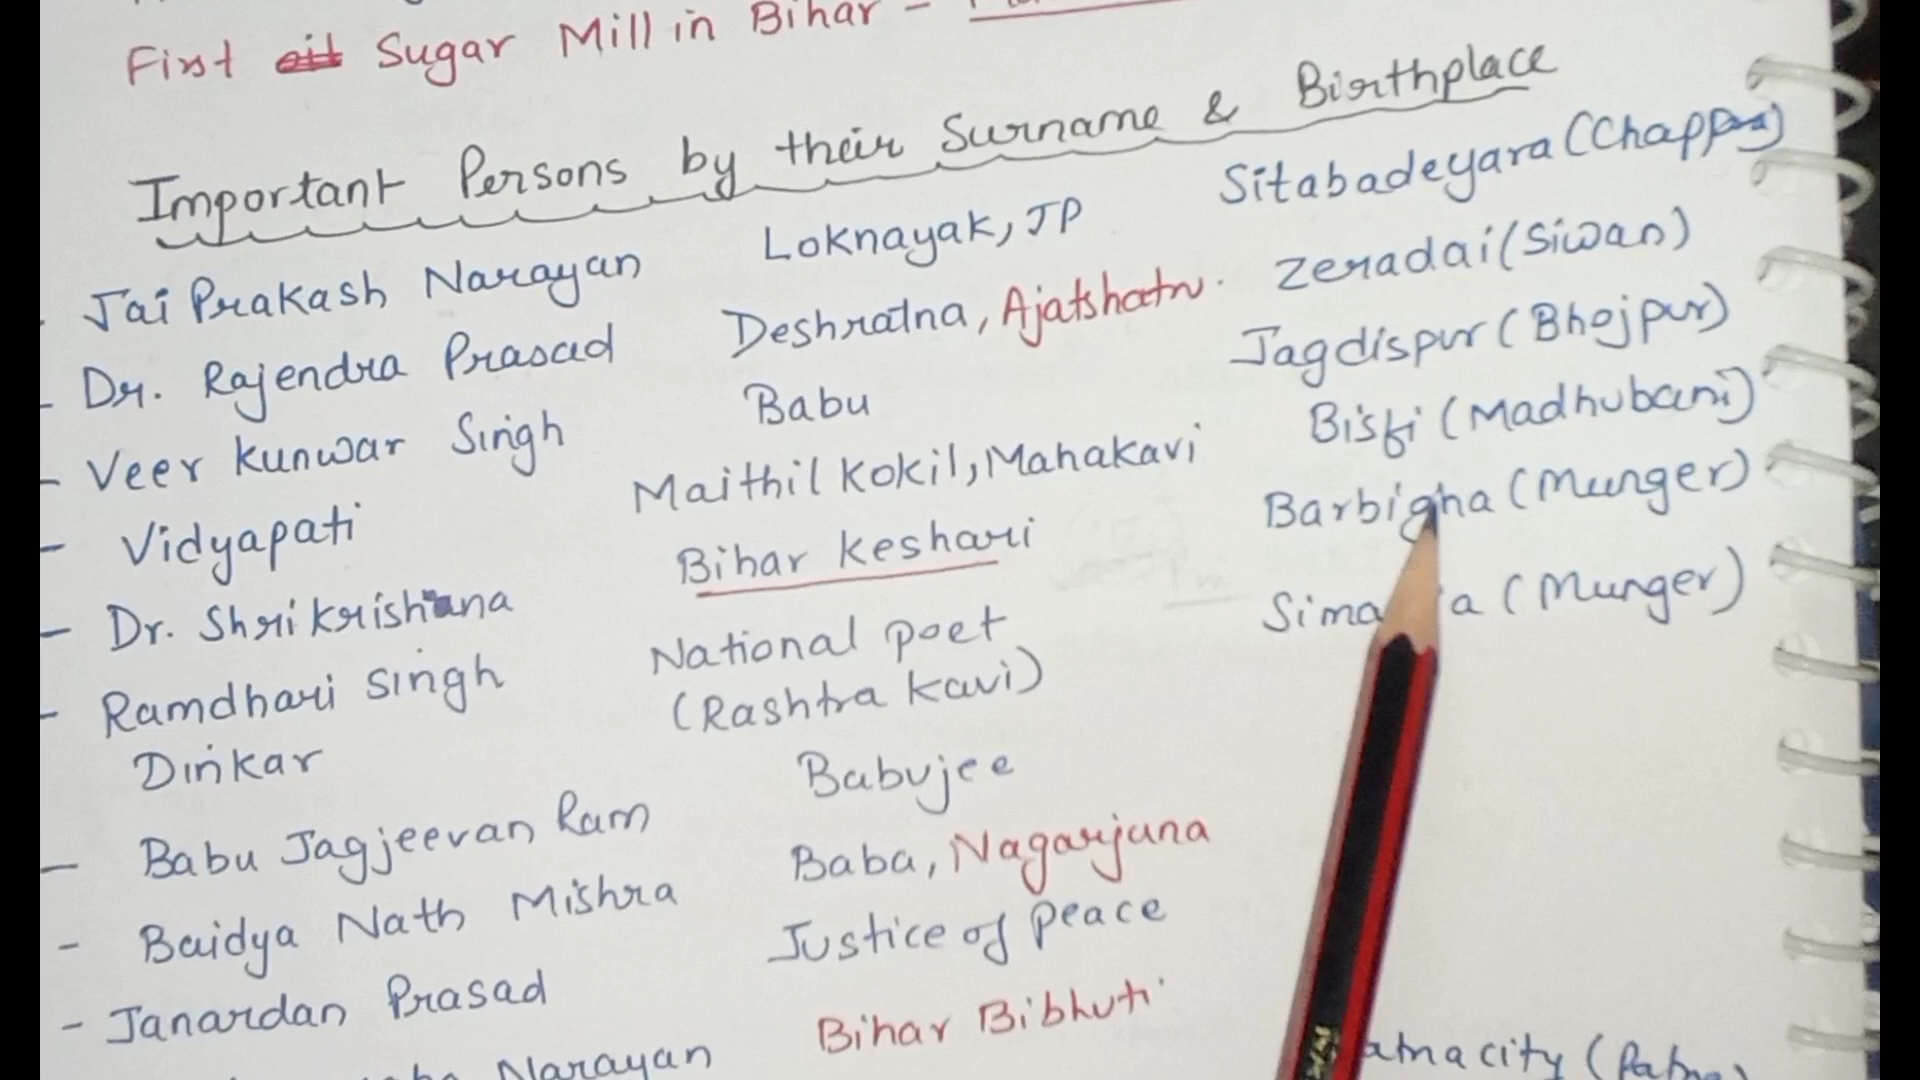 First Sugar Mill in Bihar -
Important Persons by their Surname & Birthplace
- Jai Prakash Narayan Loknayak, JP Sitabadeyara (Chappra)
- Dr. Rajendra Prasad Deshratna, Ajatshatru. Zeradai (Siwan)
- Veer Kunwar Singh Babu Jagdispur (Bhojpur)
- Vidyapati Maithil Kokil, Mahakavi Bisfi (Madhubani)
- Dr. Shrikrishana Bihar Keshari Barbigha (Munger)
- Ramdhari Singh National poet (Munger)
Dinkar (Rashtra Kavi)
- Babu Jagjeevan Ram Babujee
- Baidya Nath Mishra Baba, Nagarjuna
- Janardan Prasad Justice of Peace
Narayan Bihar Bibhuti city (Patna)